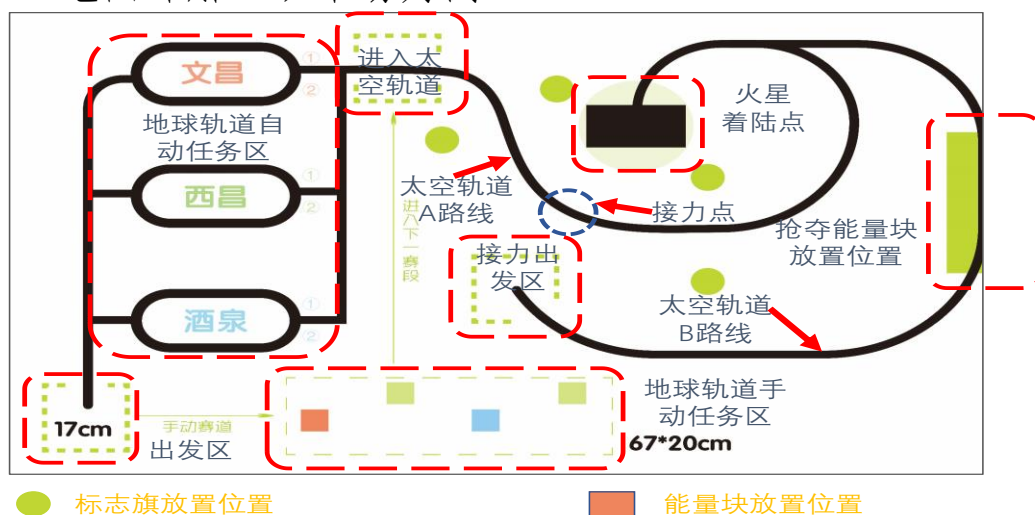 文昌
①
②
进入太
空轨道
地球轨道自
动任务区
火星
着陆点
西昌
①
②
太空轨道
A路线
进入下一赛段
接力点
抢夺能量块
放置位置
接力出
发区
酒泉
①
②
太空轨道
B路线
地球轨道手
动任务区
17cm
手动赛道
出发区
67*20cm
标志旗放置位置
能量块放置位置